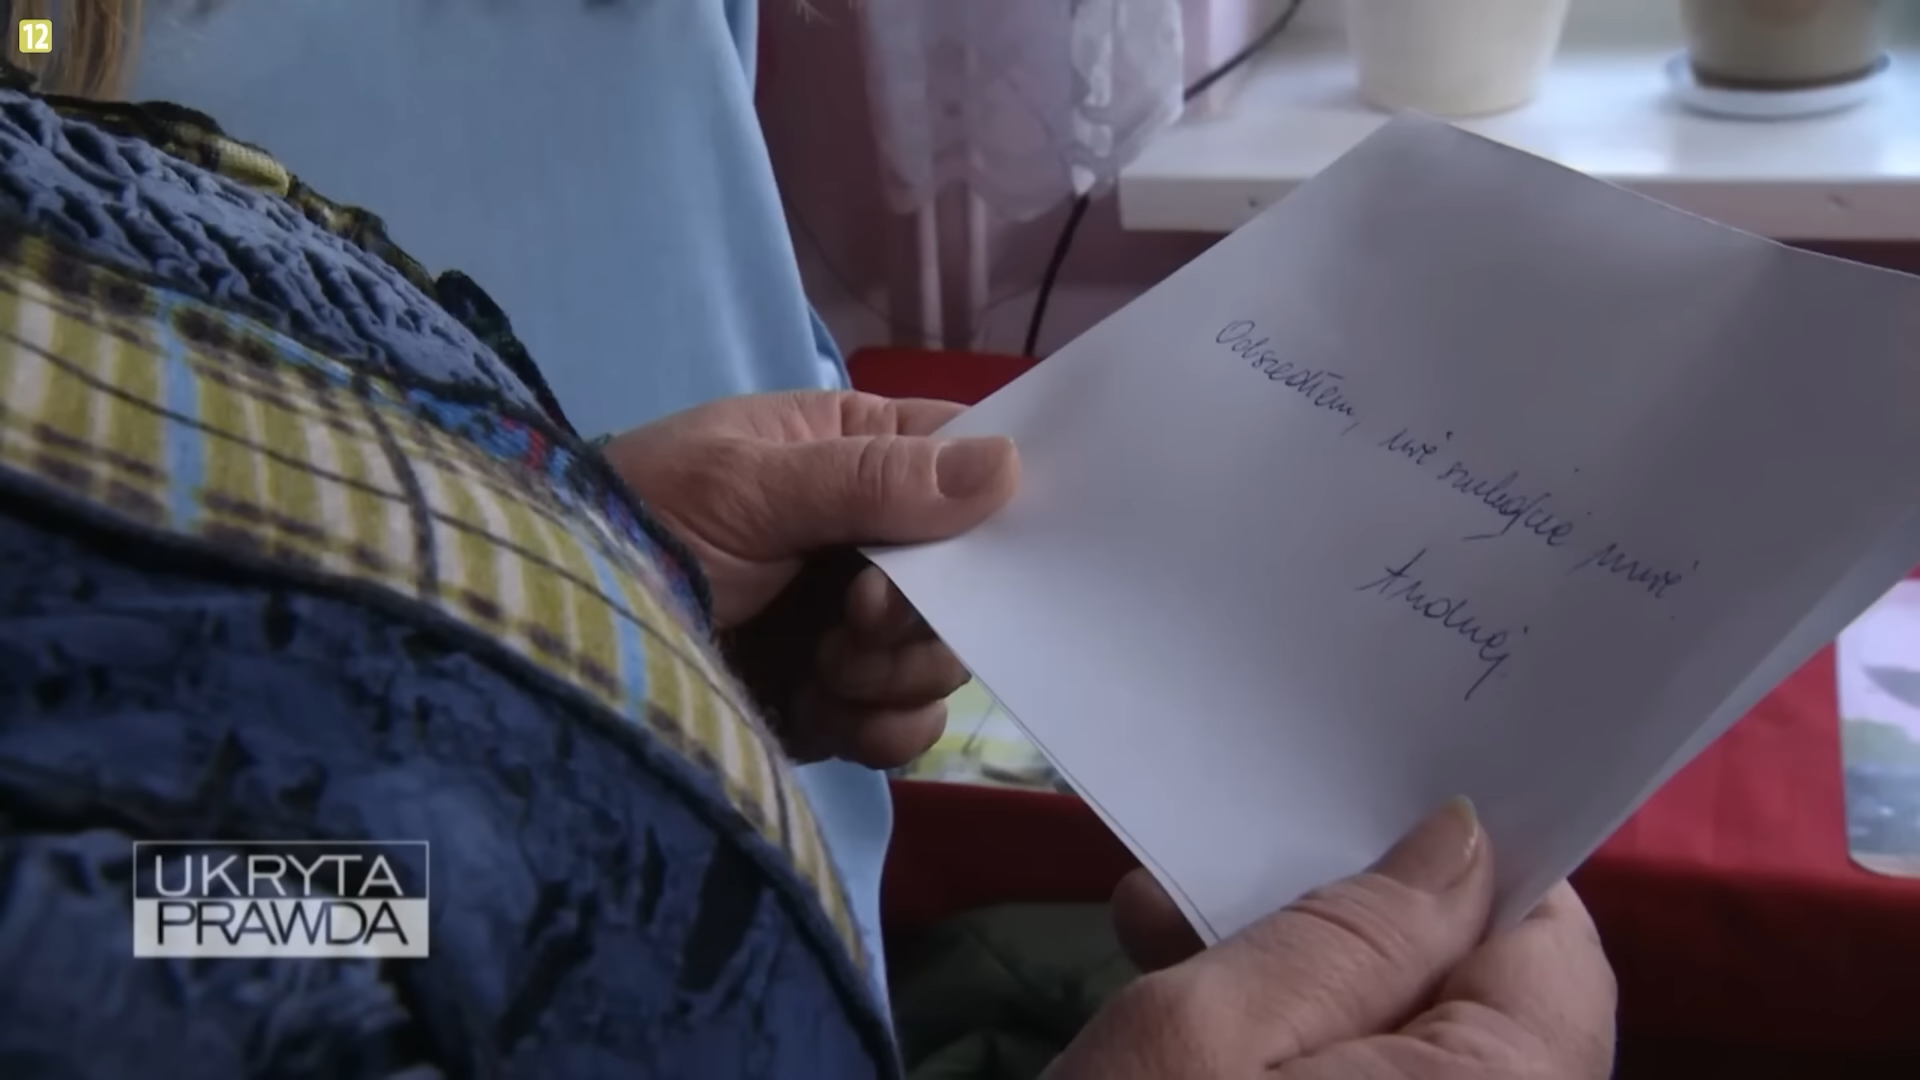 12
Odszedłem, nie szukajcie mnie.
Andrzej
UKRYTA
PRAWDA